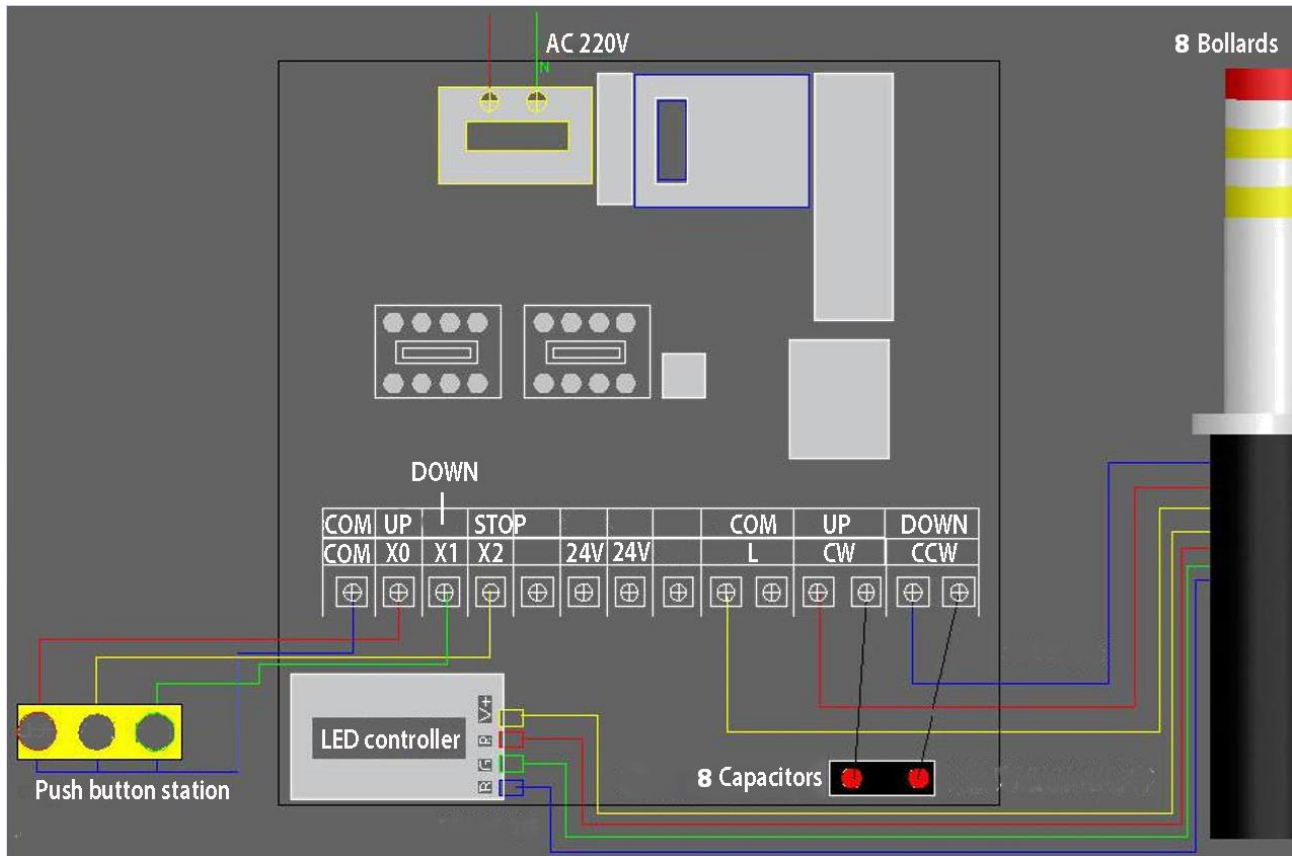 AC 220V
N
8 Bollards
DOWN
COM UP STOP COM UP DOWN
COM X0 X1 X2 24V 24V L CW CCW
V+
R
G
LED controller
Push button station
8 Capacitors